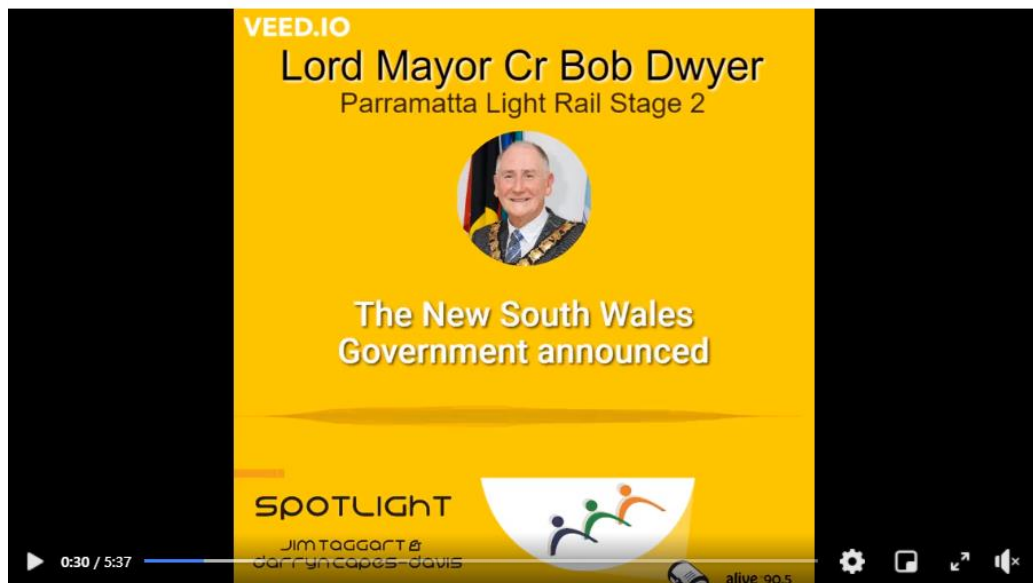 VEED.IO
Lord Mayor Cr Bob Dwyer
Parramatta Light Rail Stage 2
The New South Wales
Government announced
SPOTLIGhT
JIM TAGGART &
darryn capes-davis
alive 90.5
0:30 / 5:37